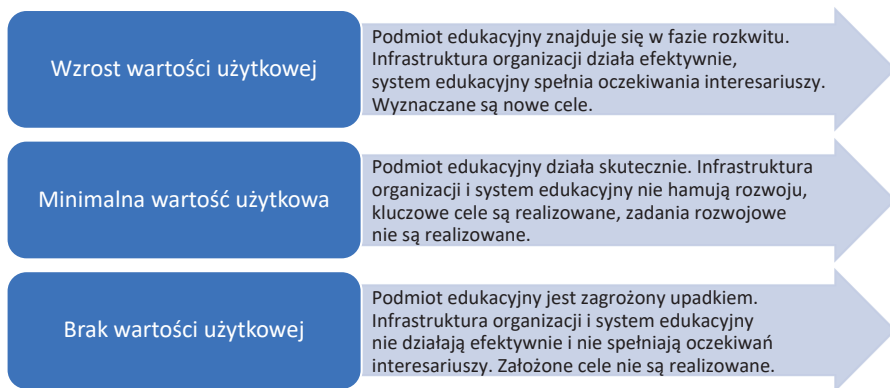 Wzrost wartości użytkowej
Podmiot edukacyjny znajduje się w fazie rozkwitu.
Infrastruktura organizacji działa efektywnie,
system edukacyjny spełnia oczekiwania interesariuszy.
Wyznaczane są nowe cele.
Minimalna wartość użytkowa
Podmiot edukacyjny działa skutecznie. Infrastruktura
organizacji i system edukacyjny nie hamują rozwoju,
kluczowe cele są realizowane, zadania rozwojowe
nie są realizowane.
Brak wartości użytkowej
Podmiot edukacyjny jest zagrożony upadkiem.
Infrastruktura organizacji i system edukacyjny
nie działają efektywnie i nie spełniają oczekiwań
interesariuszy. Założone cele nie są realizowane.